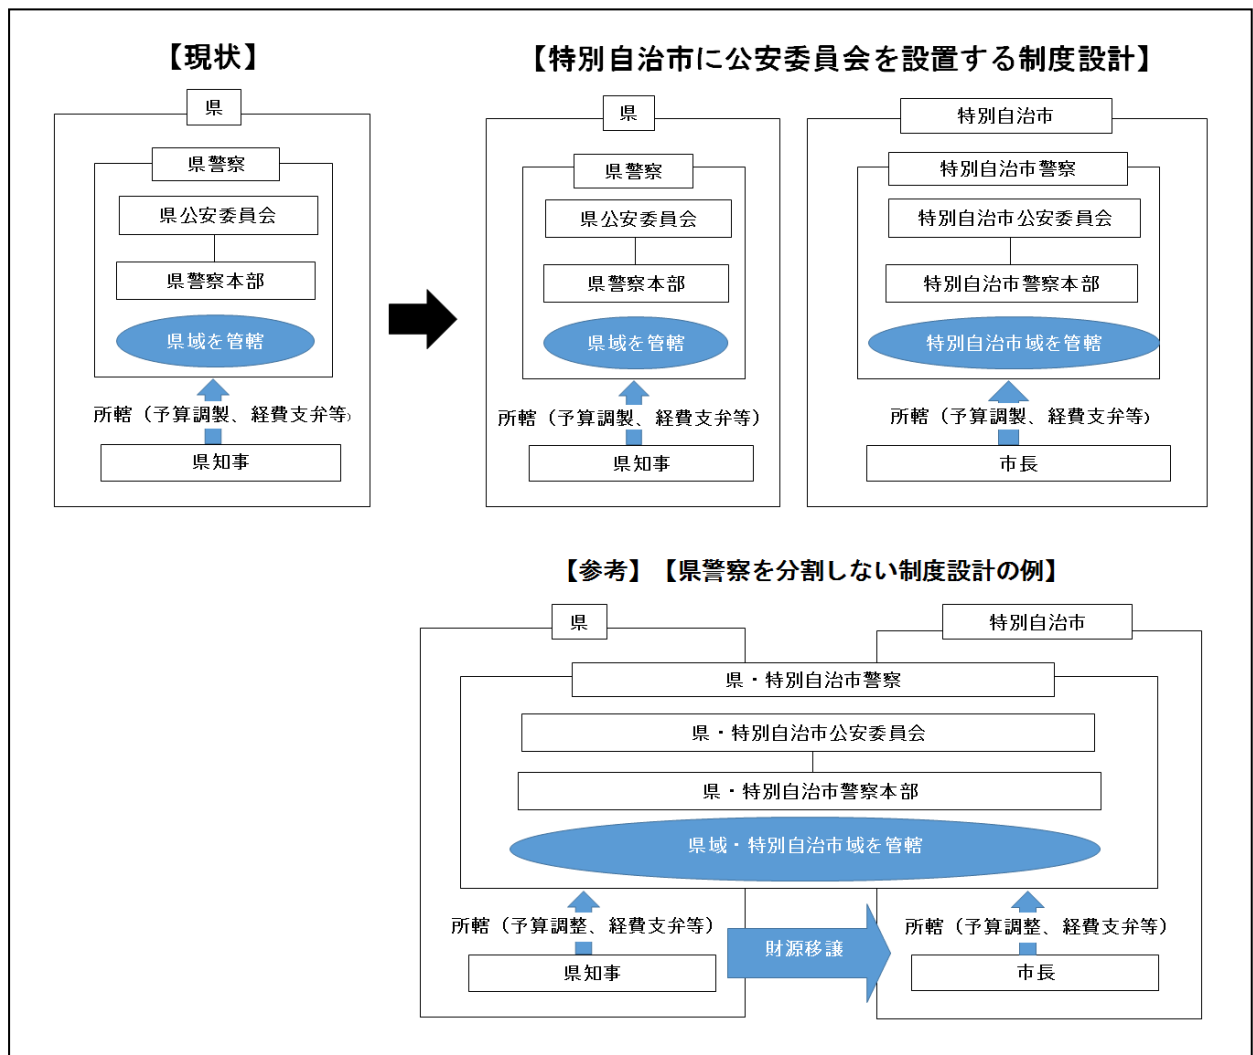 【現状】
県
県警察
県公安委員会
県警察本部
県域を管轄
所轄（予算調製、経費支弁等）
県知事
【特別自治市に公安委員会を設置する制度設計】
県
県警察
県公安委員会
県警察本部
県域を管轄
所轄（予算調製、経費支弁等）
県知事
特別自治市
特別自治市警察
特別自治市公安委員会
特別自治市警察本部
特別自治市域を管轄
所轄（予算調製、経費支弁等）
市長
【参考】【県警察を分割しない制度設計の例】
県
特別自治市
県・特別自治市警察
県・特別自治市公安委員会
県・特別自治市警察本部
県域・特別自治市域を管轄
所轄（予算調整、経費支弁等）
県知事
財源移譲
所轄（予算調整、経費支弁等）
市長